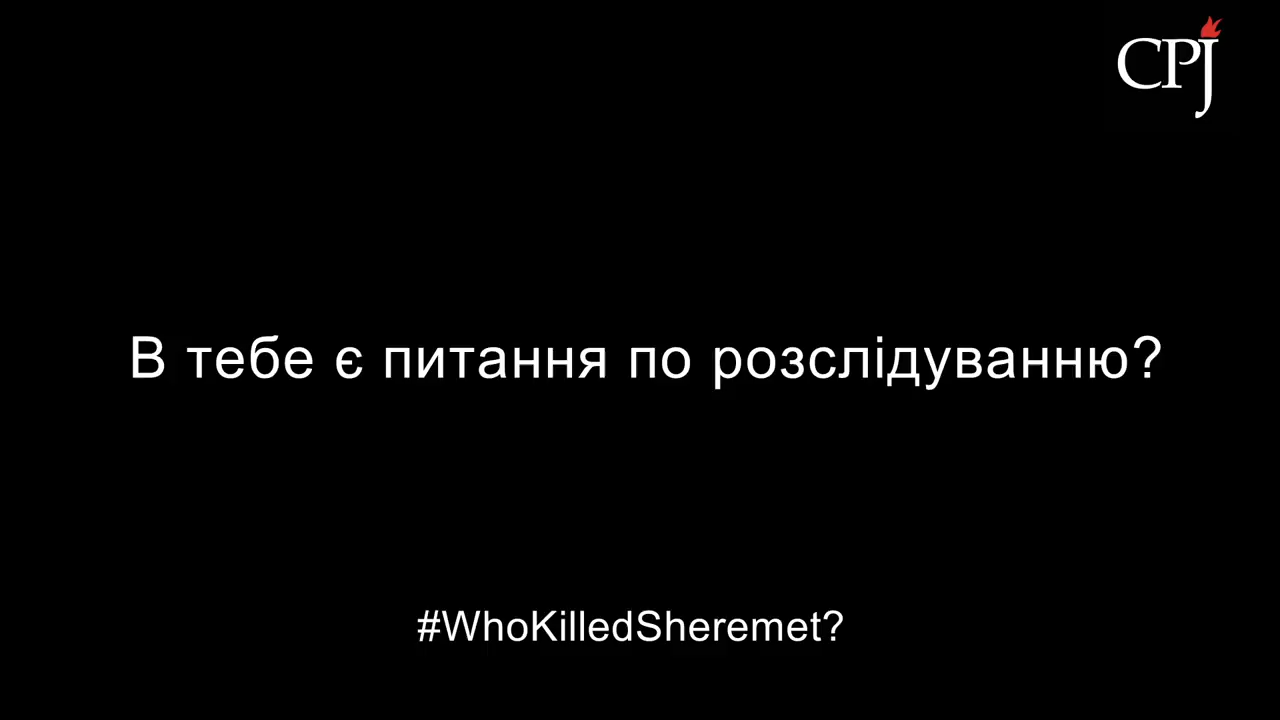 CPJ
В тебе є питання по розслідуванню?
#WhoKilledSheremet?